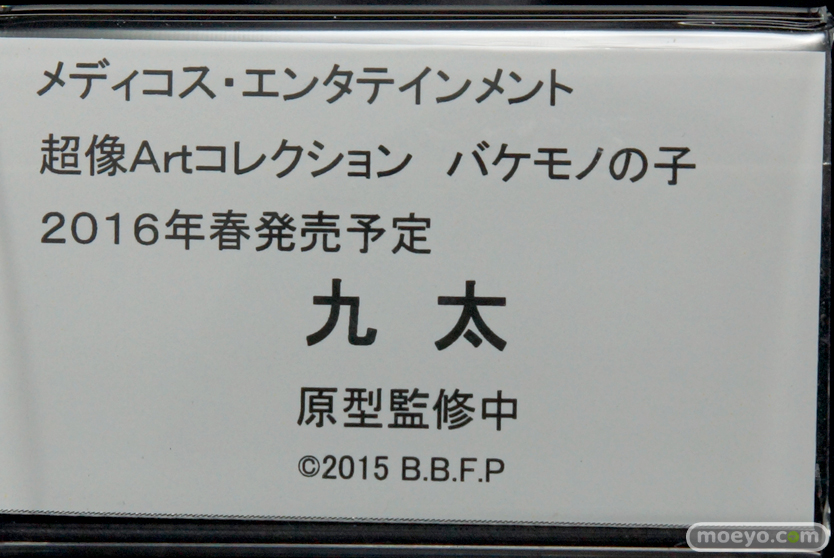 メディコス・エンタテインメント
超像Artコレクション　バケモノの子
２０１６年春発売予定
九　太
原型監修中
©2015 B.B.F.P
moeyo.com